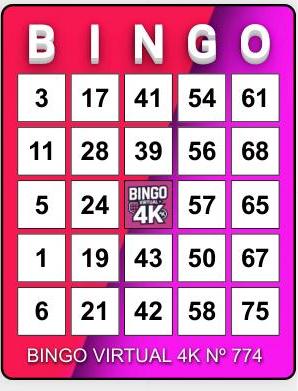 B I N G O
3 17 41 54 61
11 28 39 56 68
5 24 BINGO VIRTUAL 4K 57 65
1 19 43 50 67
6 21 42 58 75
BINGO VIRTUAL 4K Nº 774